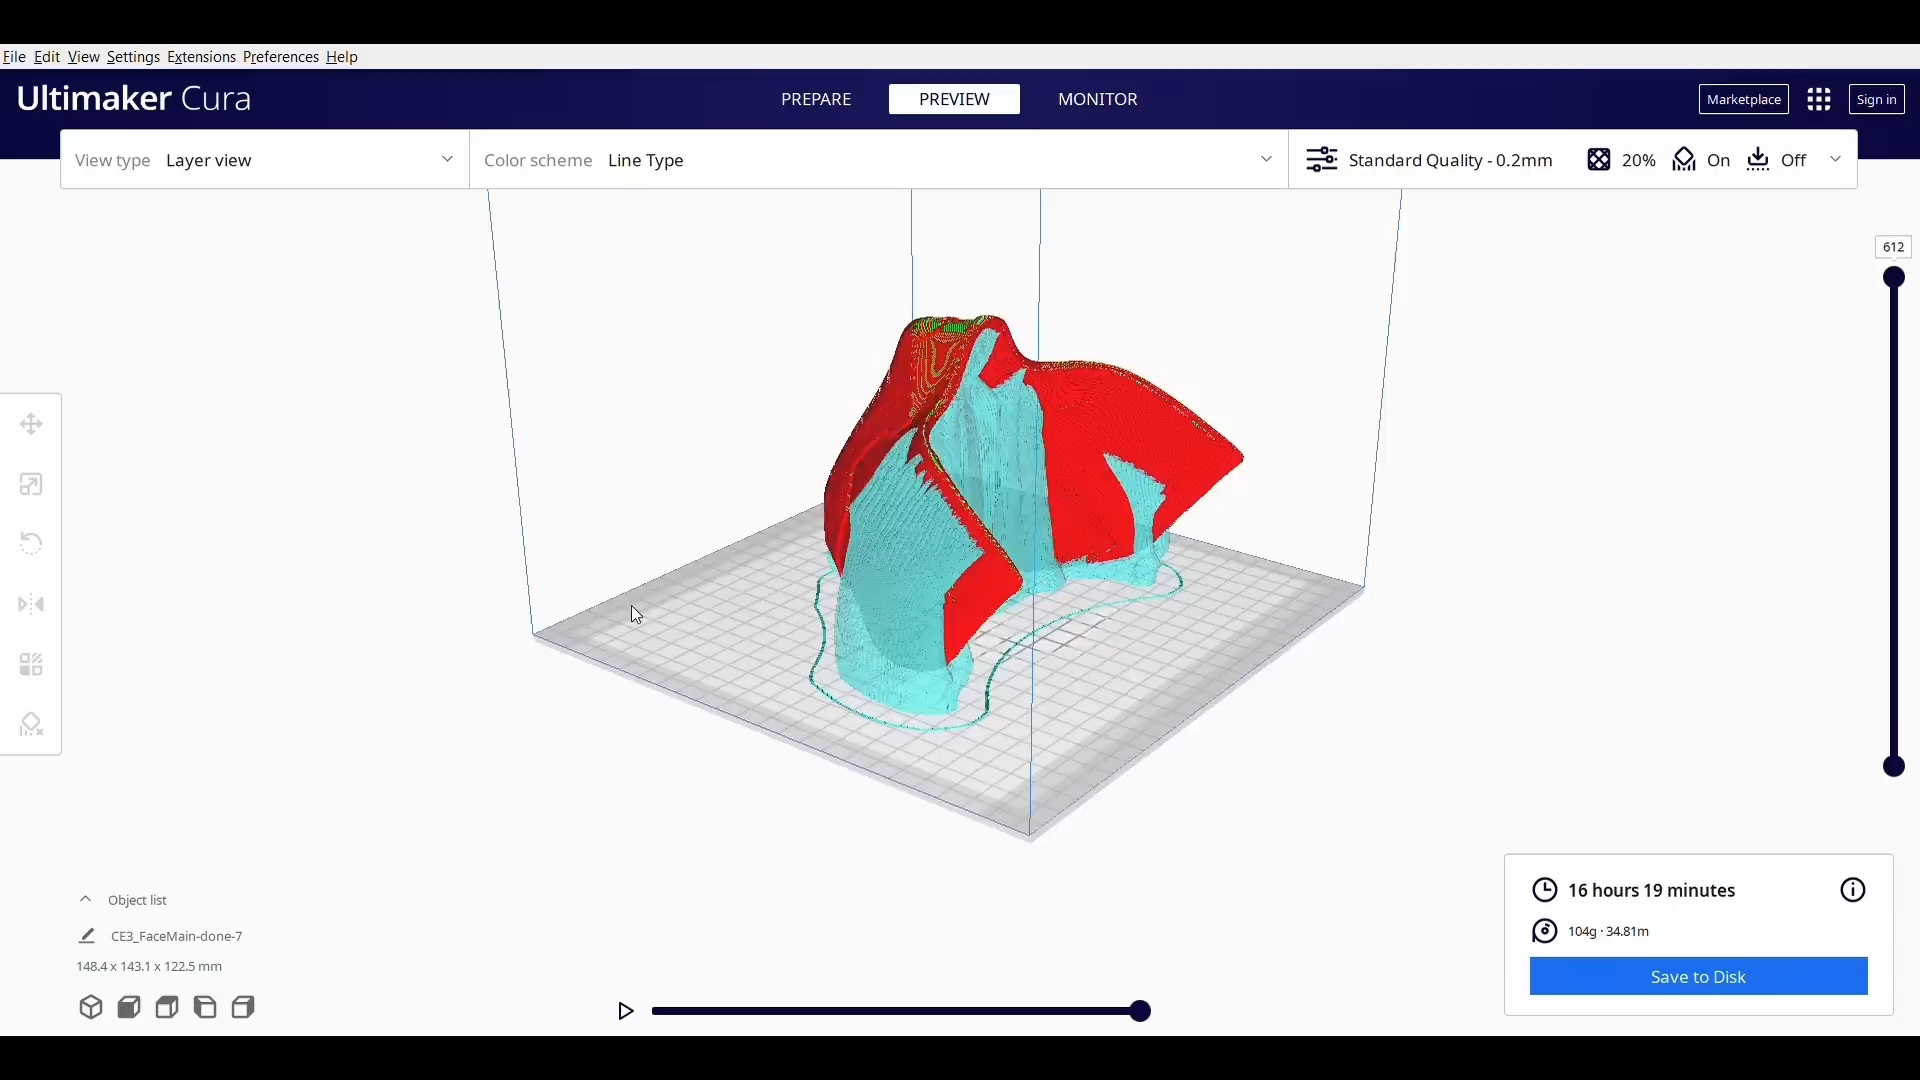 File Edit View Settings Extensions Preferences Help
Ultimaker Cura
PREPARE
PREVIEW
MONITOR
Marketplace
Sign in
View type Layer view
Color scheme Line Type
Standard Quality - 0.2mm
20%
On
Off
612
Object list
CE3_FaceMain-done-7
148.4 x 143.1 x 122.5 mm
16 hours 19 minutes
104g · 34.81m
Save to Disk